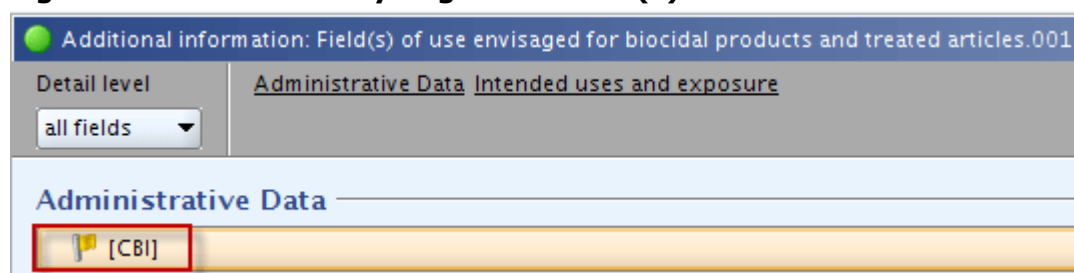 Additional information: Field(s) of use envisaged for biocidal products and treated articles.001
Detail level
Administrative Data Intended uses and exposure
all fields
Administrative Data
[CBI]